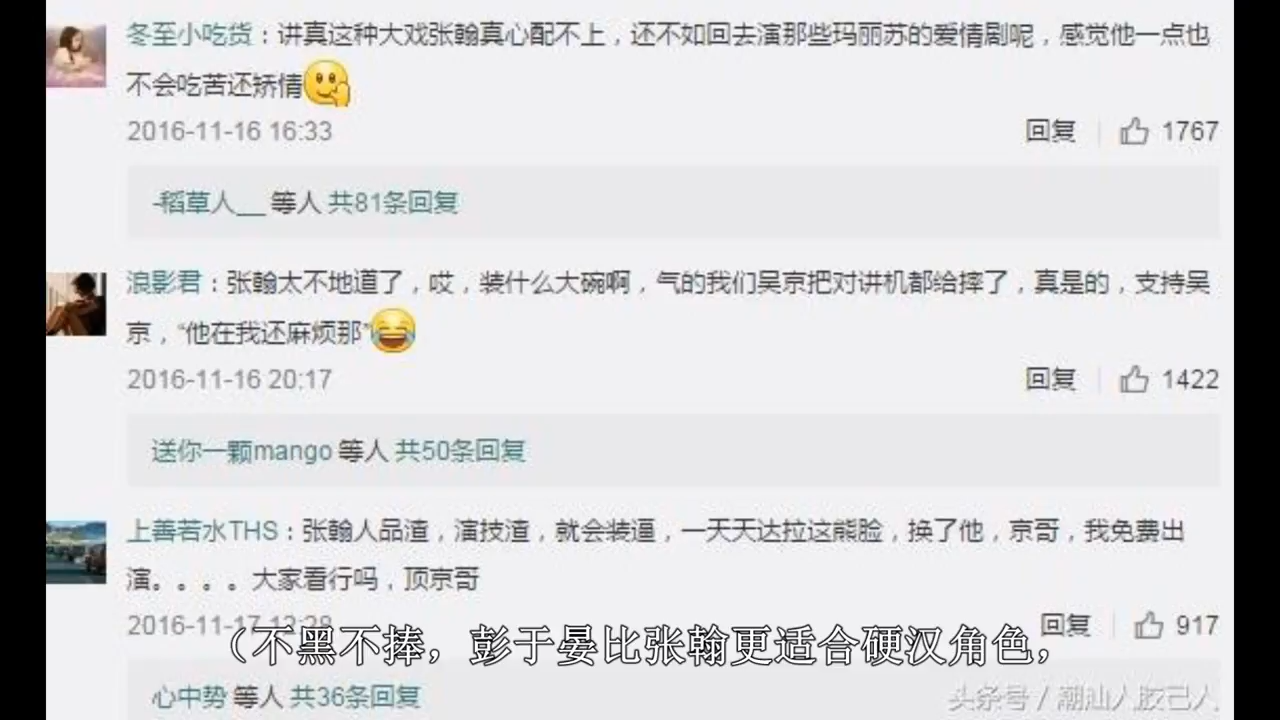 冬至小吃货：讲真这种大戏张翰真心配不上，还不如回去演那些玛丽苏的爱情剧呢，感觉他一点也
不会吃苦还矫情
2016-11-16 16:33
回复 1767
-稻草人__ 等人 共81条回复
浪影君：张翰太不地道了，哎，装什么大碗啊，气的我们吴京把对讲机都给摔了，真是的，支持吴
京，“他在我还麻烦那”
2016-11-16 20:17
回复 1422
送你一颗mango 等人 共50条回复
上善若水THS：张翰人品渣，演技渣，就会装逼，一天天达拉这熊脸，换了他，京哥，我免费出
演。。。。大家看行吗，顶京哥
2016-11-17 12:28
回复 917
（不黑不捧，彭于晏比张翰更适合硬汉角色，
心中势 等人 共36条回复
头条号 / 潮汕人胶己人